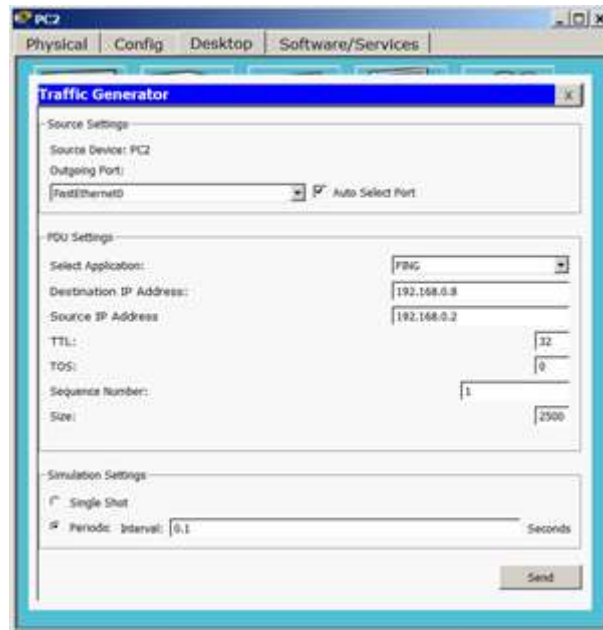 PC2
Physical Config Desktop Software/Services
Traffic Generator X
Source Settings
Source Device: PC2
Outgoing Port:
FastEthernet0 Auto Select Port
PDU Settings
Select Application: PING
Destination IP Address: 192.168.0.8
Source IP Address 192.168.0.2
TTL: 32
TOS: 0
Sequence Number: 1
Size: 2500
Simulation Settings
Single Shot
Periodic Interval: 0.1 Seconds
Send